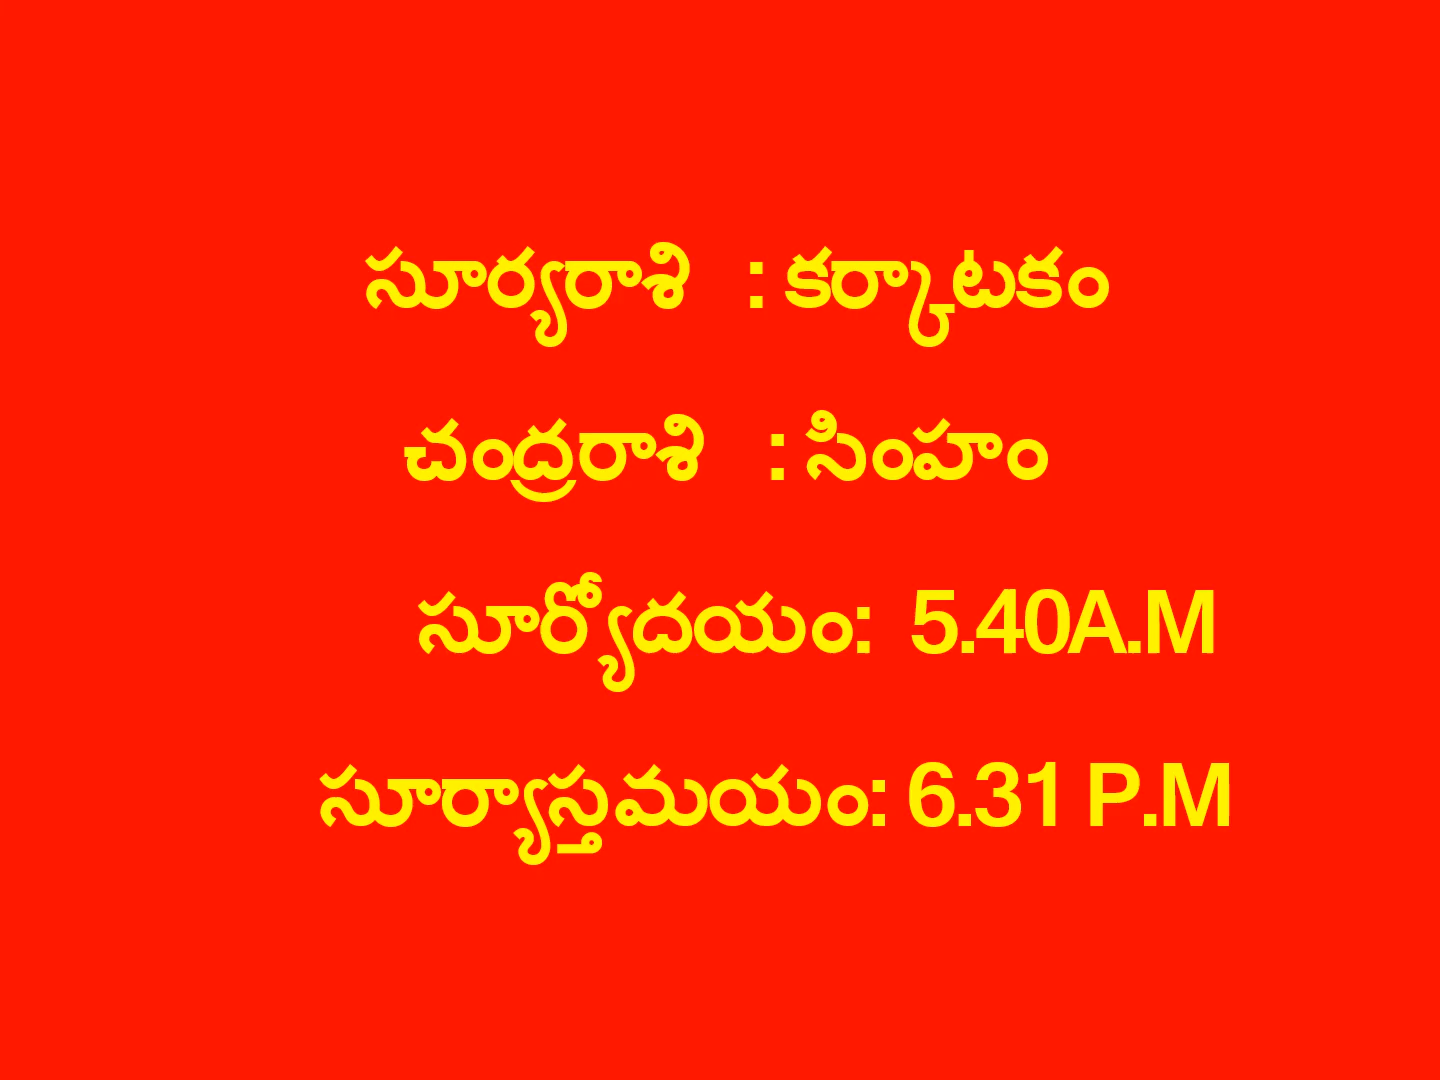 సూర్యరాశి : కర్కాటకం
చంద్రరాశి : సింహం
సూర్యోదయం: 5.40A.M
సూర్యాస్తమయం: 6.31 P.M